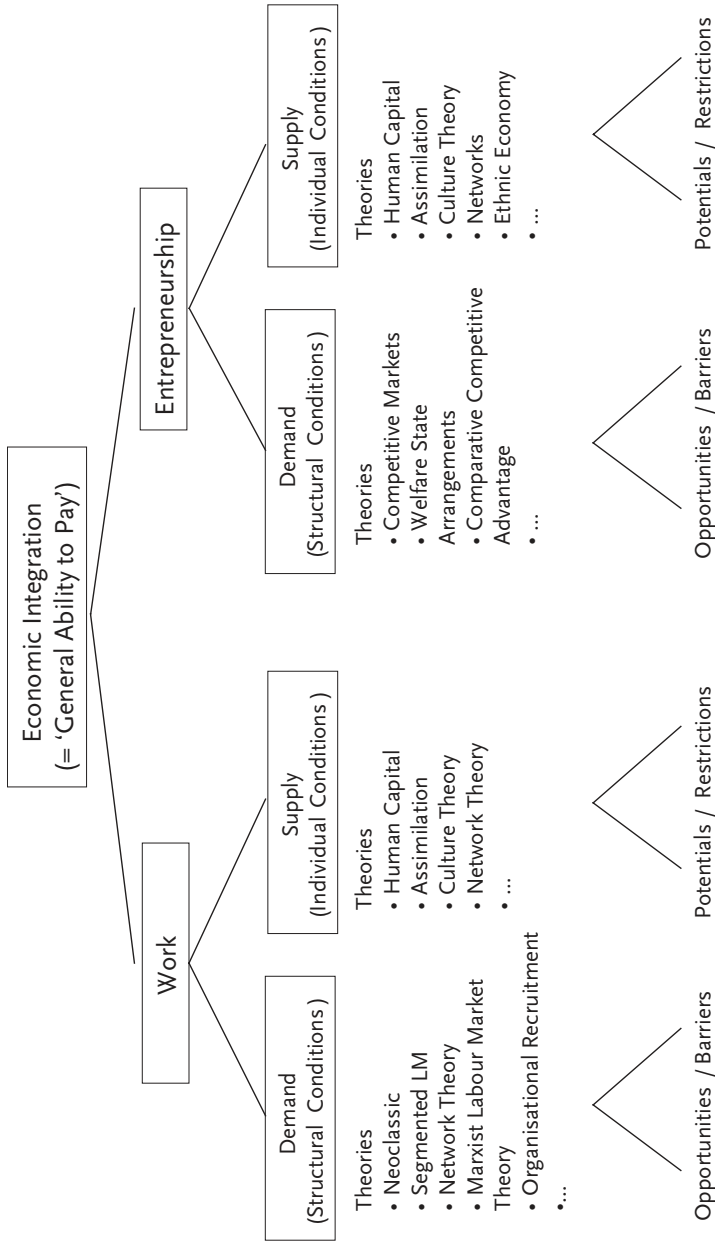 Economic Integration
(= ‘General Ability to Pay’)
Work
Entrepreneurship
Demand
(Structural Conditions)
Theories
• Neoclassic
• Segmented LM
• Network Theory
• Marxist Labour Market
Theory
• Organisational Recruitment
•...
Opportunities / Barriers
Supply
(Individual Conditions)
Theories
• Human Capital
• Assimilation
• Culture Theory
• Network Theory
• ...
Potentials / Restrictions
Demand
(Structural Conditions)
Theories
• Competitive Markets
• Welfare State
Arrangements
• Comparative Competitive
Advantage
• ...
Opportunities / Barriers
Supply
(Individual Conditions)
Theories
• Human Capital
• Assimilation
• Culture Theory
• Networks
• Ethnic Economy
• ...
Potentials / Restrictions